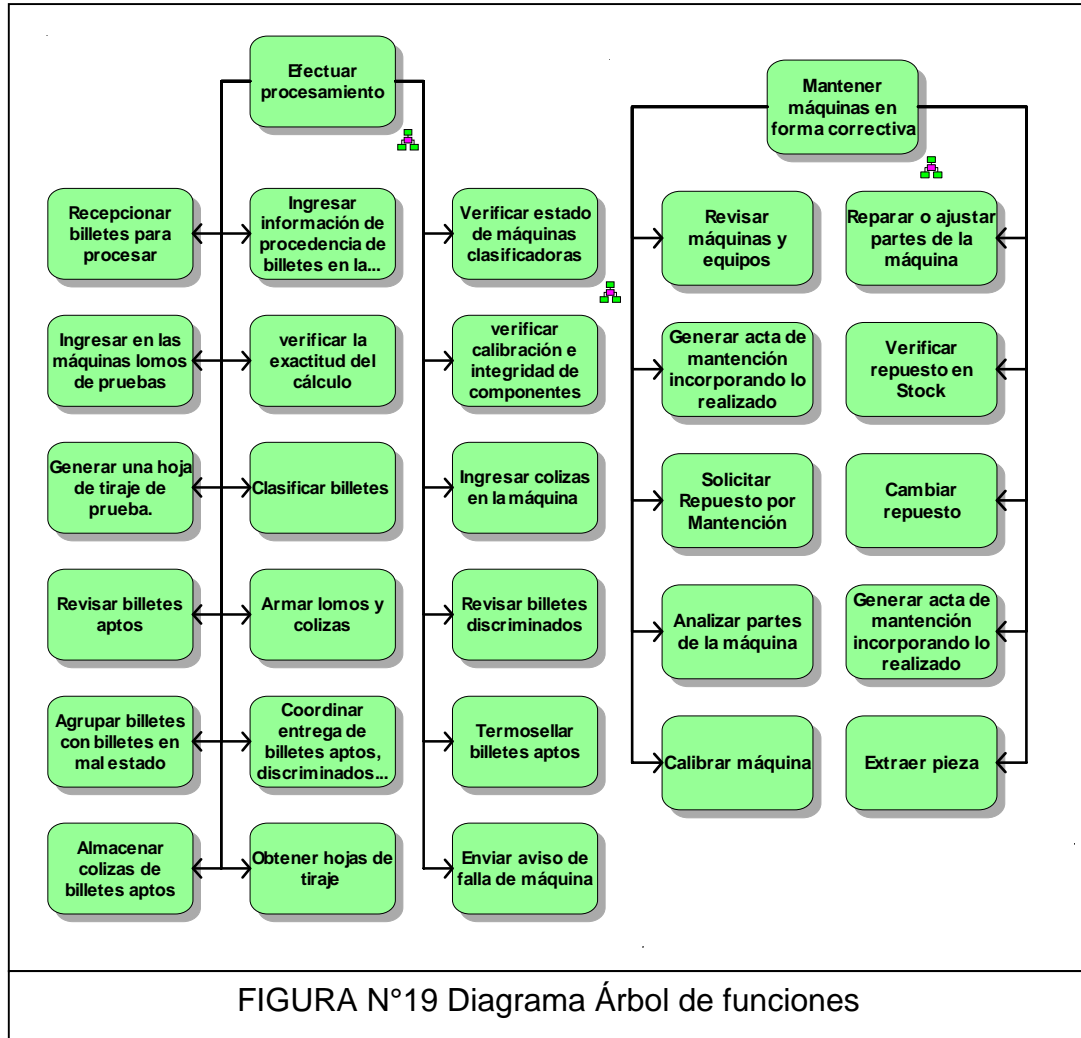 Efectuar
procesamiento
Recepcionar
billetes para
procesar
Ingresar
información de
procedencia de
billetes en la...
Verificar estado
de máquinas
clasificadoras
Ingresar en las
máquinas lomos
de pruebas
verificar la
exactitud del
cálculo
verificar
calibración e
integridad de
componentes
Generar una hoja
de tiraje de
prueba.
Clasificar billetes
Ingresar colizas
en la máquina
Revisar billetes
aptos
Armar lomos y
colizas
Revisar billetes
discriminados
Agrupar billetes
con billetes en
mal estado
Coordinar
entrega de
billetes aptos,
discriminados...
Termosellar
billetes aptos
Almacenar
colizas de
billetes aptos
Obtener hojas de
tiraje
Enviar aviso de
falla de máquina
Mantener
máquinas en
forma correctiva
Revisar
máquinas y
equipos
Reparar o ajustar
partes de la
máquina
Generar acta de
mantención
incorporando lo
realizado
Verificar
repuesto en
Stock
Solicitar
Repuesto por
Mantención
Cambiar
repuesto
Analizar partes
de la máquina
Generar acta de
mantención
incorporando lo
realizado
Calibrar máquina
Extraer pieza
FIGURA N°19 Diagrama Árbol de funciones